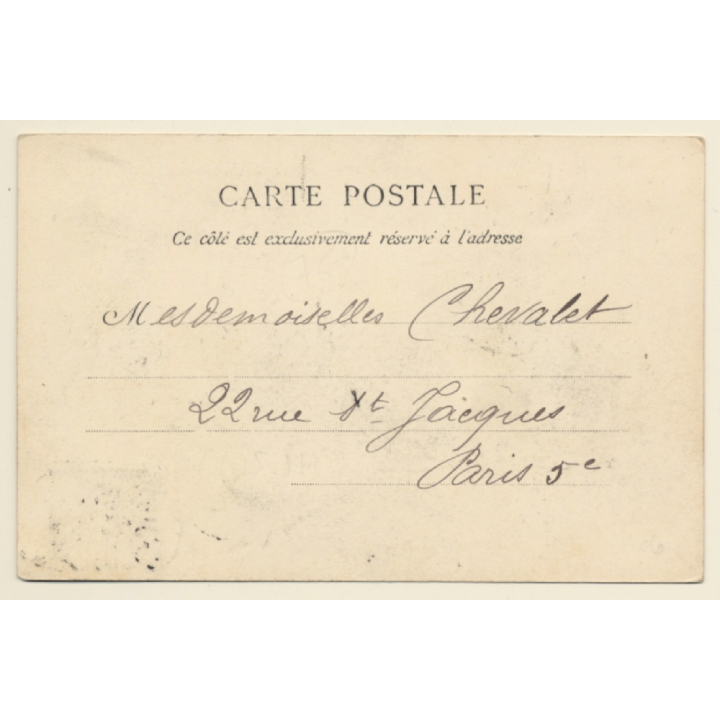 CARTE POSTALE
Ce côté est exclusivement réservé à l'adresse
Mesdemoiselles Chevalet
22 rue St. Jacques
Paris 5e